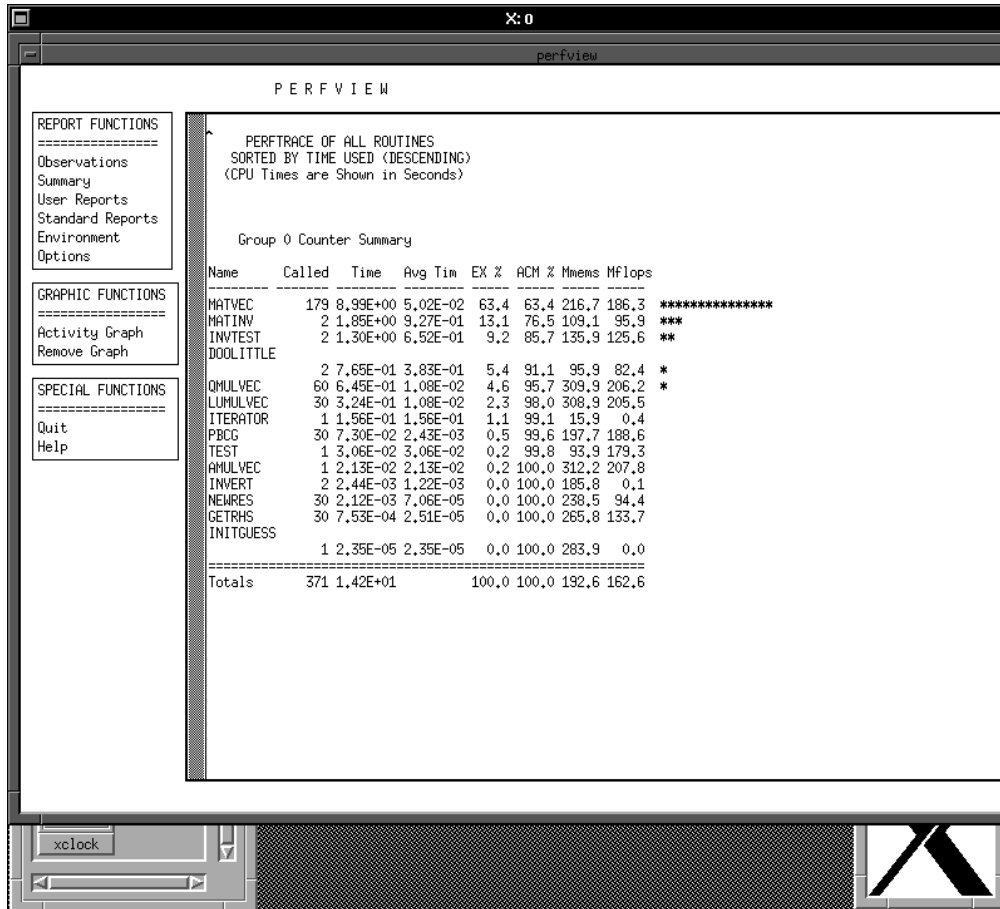 X:0
perfview
P E R F V I E W
REPORT FUNCTIONS
================
Observations
Summary
User Reports
Standard Reports
Environment
Options
GRAPHIC FUNCTIONS
=================
Activity Graph
Remove Graph
SPECIAL FUNCTIONS
=================
Quit
Help
^
PERFTRACE OF ALL ROUTINES
SORTED BY TIME USED (DESCENDING)
(CPU Times are Shown in Seconds)
Group 0 Counter Summary
Name Called Time Avg Tim EX % ACM % Mmems Mflops
-------- ------- -------- -------- ----- ----- ----- -----
MATVEC 179 8.99E+00 5.02E-02 63.4 63.4 216.7 186.3 ***************
MATINV 2 1.85E+00 9.27E-01 13.1 76.5 109.1 95.9 ***
INVTEST 2 1.30E+00 6.52E-01 9.2 85.7 135.9 125.6 **
DOOLITTLE
2 7.65E-01 3.83E-01 5.4 91.1 95.9 82.4 *
QMULVEC 60 6.45E-01 1.08E-02 4.6 95.7 309.9 206.2 *
LUMULVEC 30 3.24E-01 1.08E-02 2.3 98.0 308.9 205.5
ITERATOR 1 1.56E-01 1.56E-01 1.1 99.1 15.9 0.4
PBCG 30 7.30E-02 2.43E-03 0.5 99.6 197.7 188.6
TEST 1 3.06E-02 3.06E-02 0.2 99.8 93.9 179.3
AMULVEC 1 2.13E-02 2.13E-02 0.2 100.0 312.2 207.8
INVERT 2 2.44E-03 1.22E-03 0.0 100.0 185.8 0.1
NEWRES 30 2.12E-03 7.06E-05 0.0 100.0 238.5 94.4
GETRHS 30 7.53E-04 2.51E-05 0.0 100.0 265.8 133.7
INITGUESS
1 2.35E-05 2.35E-05 0.0 100.0 283.9 0.0
==========================================================
Totals 371 1.42E+01 100.0 100.0 192.6 162.6
xclock
X